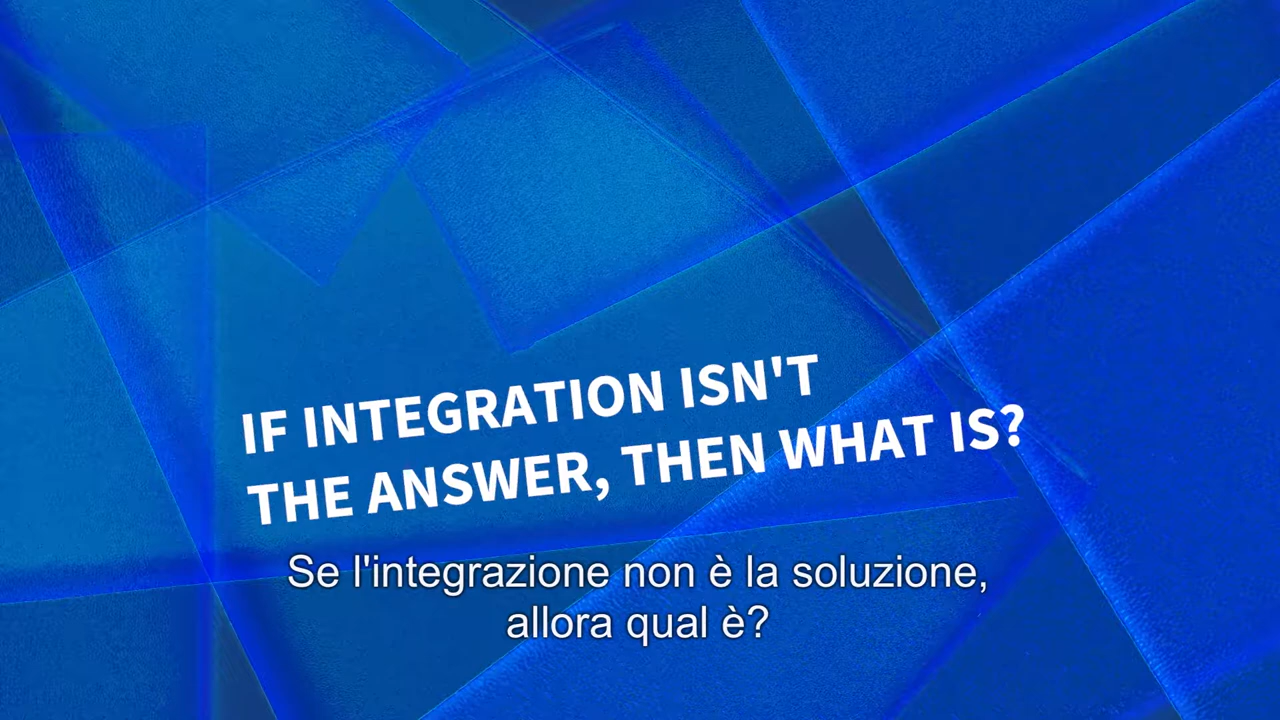 IF INTEGRATION ISN'T
THE ANSWER, THEN WHAT IS?
Se l'integrazione non è la soluzione,
allora qual è?